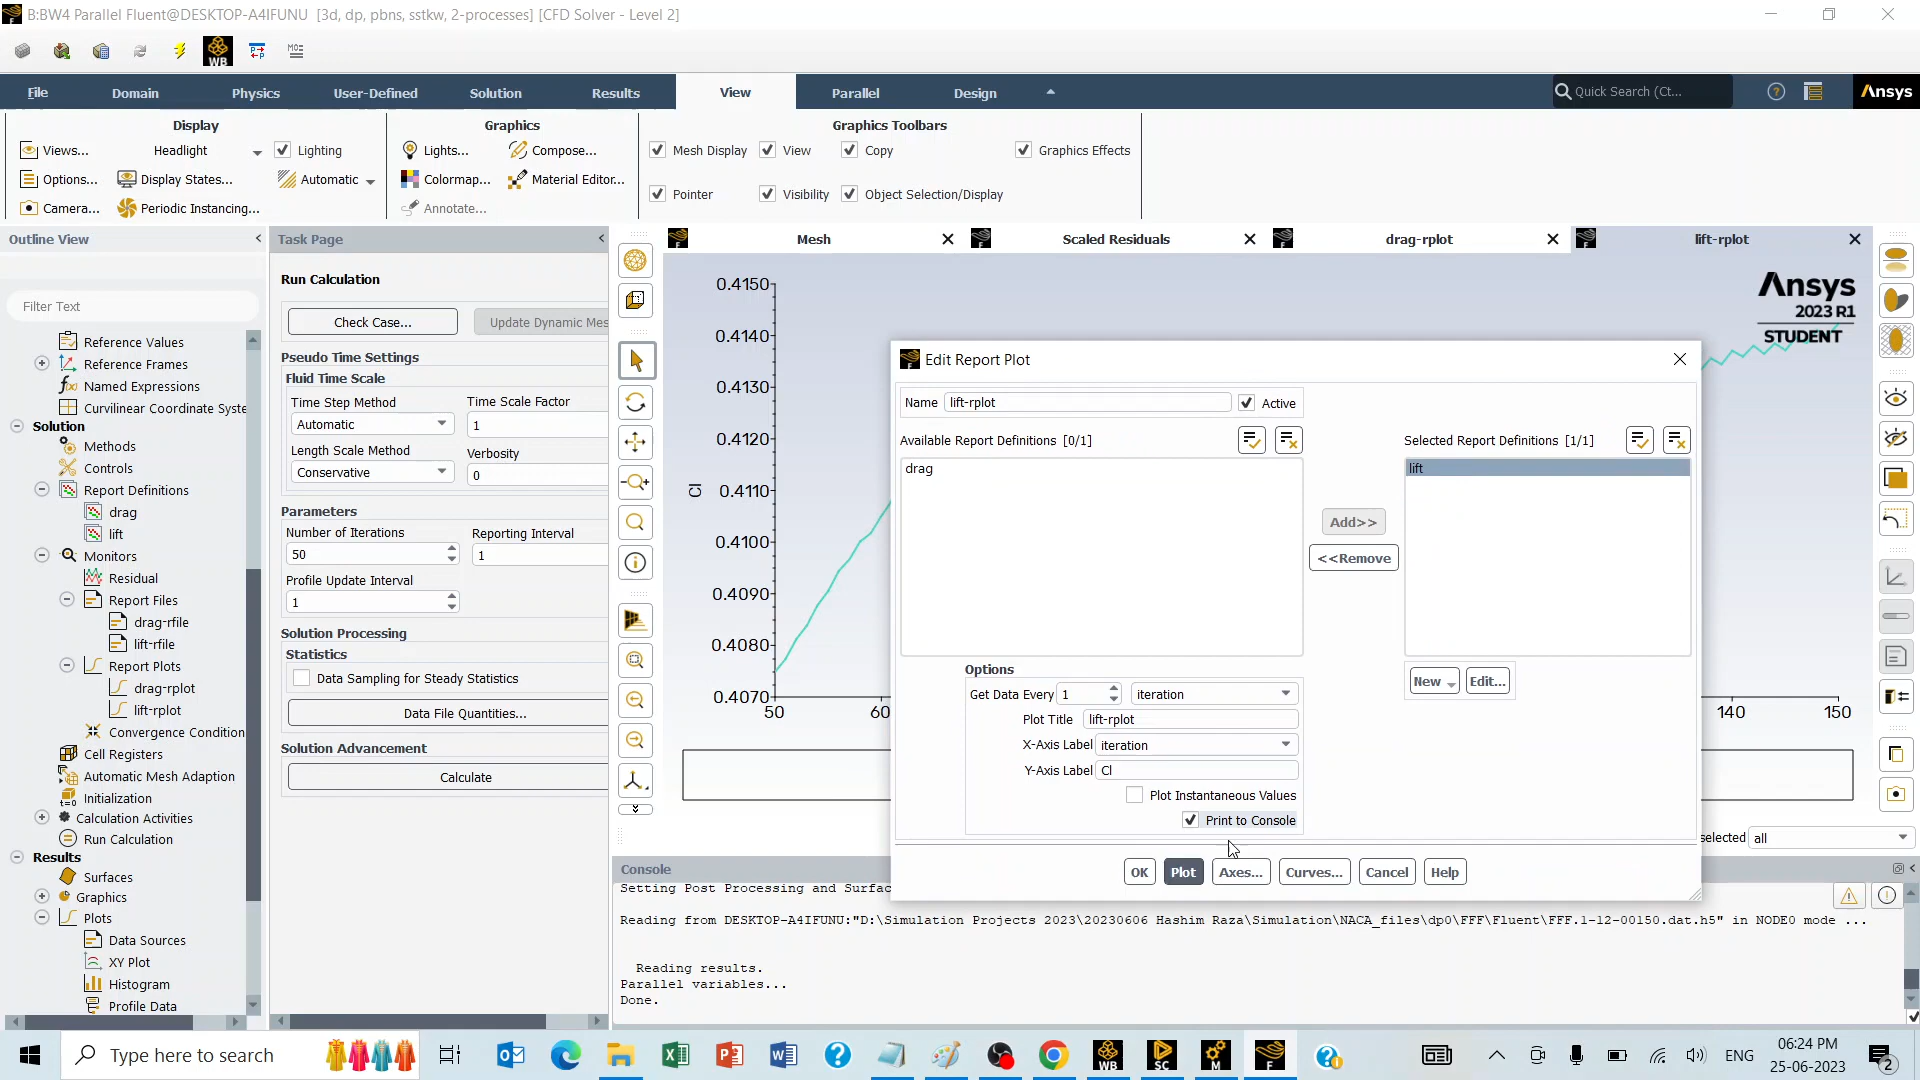 B:BW4 Parallel Fluent@DESKTOP-A4IFUNU [3d, dp, pbns, sstkw, 2-processes] [CFD Solver - Level 2]
WB
File Domain Physics User-Defined Solution Results View Parallel Design Quick Search (Ct... Ansys
Display Graphics Graphics Toolbars
Views... Headlight Lighting Lights... Compose... Mesh Display View Copy Graphics Effects
Options... Display States... Automatic Colormap... Material Editor...
Pointer Visibility Object Selection/Display
Camera... Periodic Instancing... Annotate...
Outline View
Filter Text
Reference Values
Reference Frames
Named Expressions
Curvilinear Coordinate Syste
Solution
Methods
Controls
Report Definitions
drag
lift
Monitors
Residual
Report Files
drag-rfile
lift-rfile
Report Plots
drag-rplot
lift-rplot
Convergence Condition
Cell Registers
Automatic Mesh Adaption
Initialization
Calculation Activities
Run Calculation
Results
Surfaces
Graphics
Plots
Data Sources
XY Plot
Histogram
Profile Data
Task Page
Run Calculation
Check Case... Update Dynamic Mes
Pseudo Time Settings
Fluid Time Scale
Time Step Method Time Scale Factor
Automatic 1
Length Scale Method Verbosity
Conservative 0
Parameters
Number of Iterations Reporting Interval
50 1
Profile Update Interval
1
Solution Processing
Statistics
Data Sampling for Steady Statistics
Data File Quantities...
Solution Advancement
Calculate
Mesh Scaled Residuals drag-rplot lift-rplot
Ansys
2023 R1
STUDENT
0.4150
0.4140
0.4130
0.4120
Cl 0.4110
0.4100
0.4090
0.4080
0.4070
50 60 140 150
selected all
Edit Report Plot
Name lift-rplot Active
Available Report Definitions [0/1] Selected Report Definitions [1/1]
drag lift
Add>>
<<Remove
New Edit...
Options
Get Data Every 1 iteration
Plot Title lift-rplot
X-Axis Label iteration
Y-Axis Label Cl
Plot Instantaneous Values
Print to Console
OK Plot Axes... Curves... Cancel Help
Console
Setting Post Processing and Surfac
Reading from DESKTOP-A4IFUNU:"D:\Simulation Projects 2023\20230606 Hashim Raza\Simulation\NACA_files\dp0\FFF\Fluent\FFF.1-12-00150.dat.h5" in NODE0 mode ...
Reading results.
Parallel variables...
Done.
Type here to search
WB SC M F
ENG
06:24 PM
25-06-2023
2